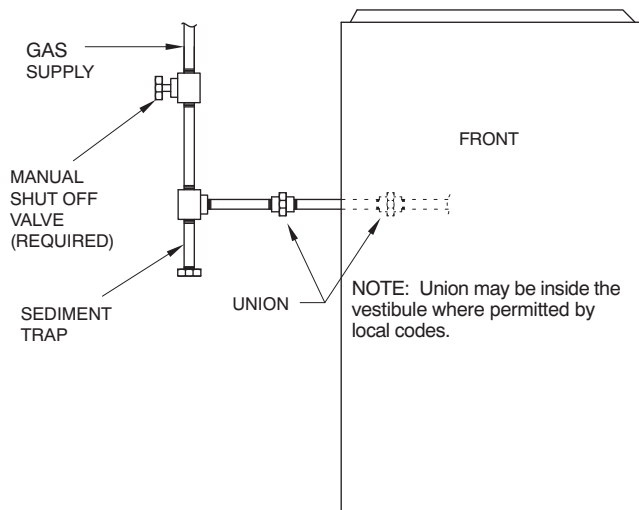 GAS
SUPPLY
FRONT
MANUAL
SHUT OFF
VALVE
(REQUIRED)
UNION
NOTE: Union may be inside the
vestibule where permitted by
local codes.
SEDIMENT
TRAP